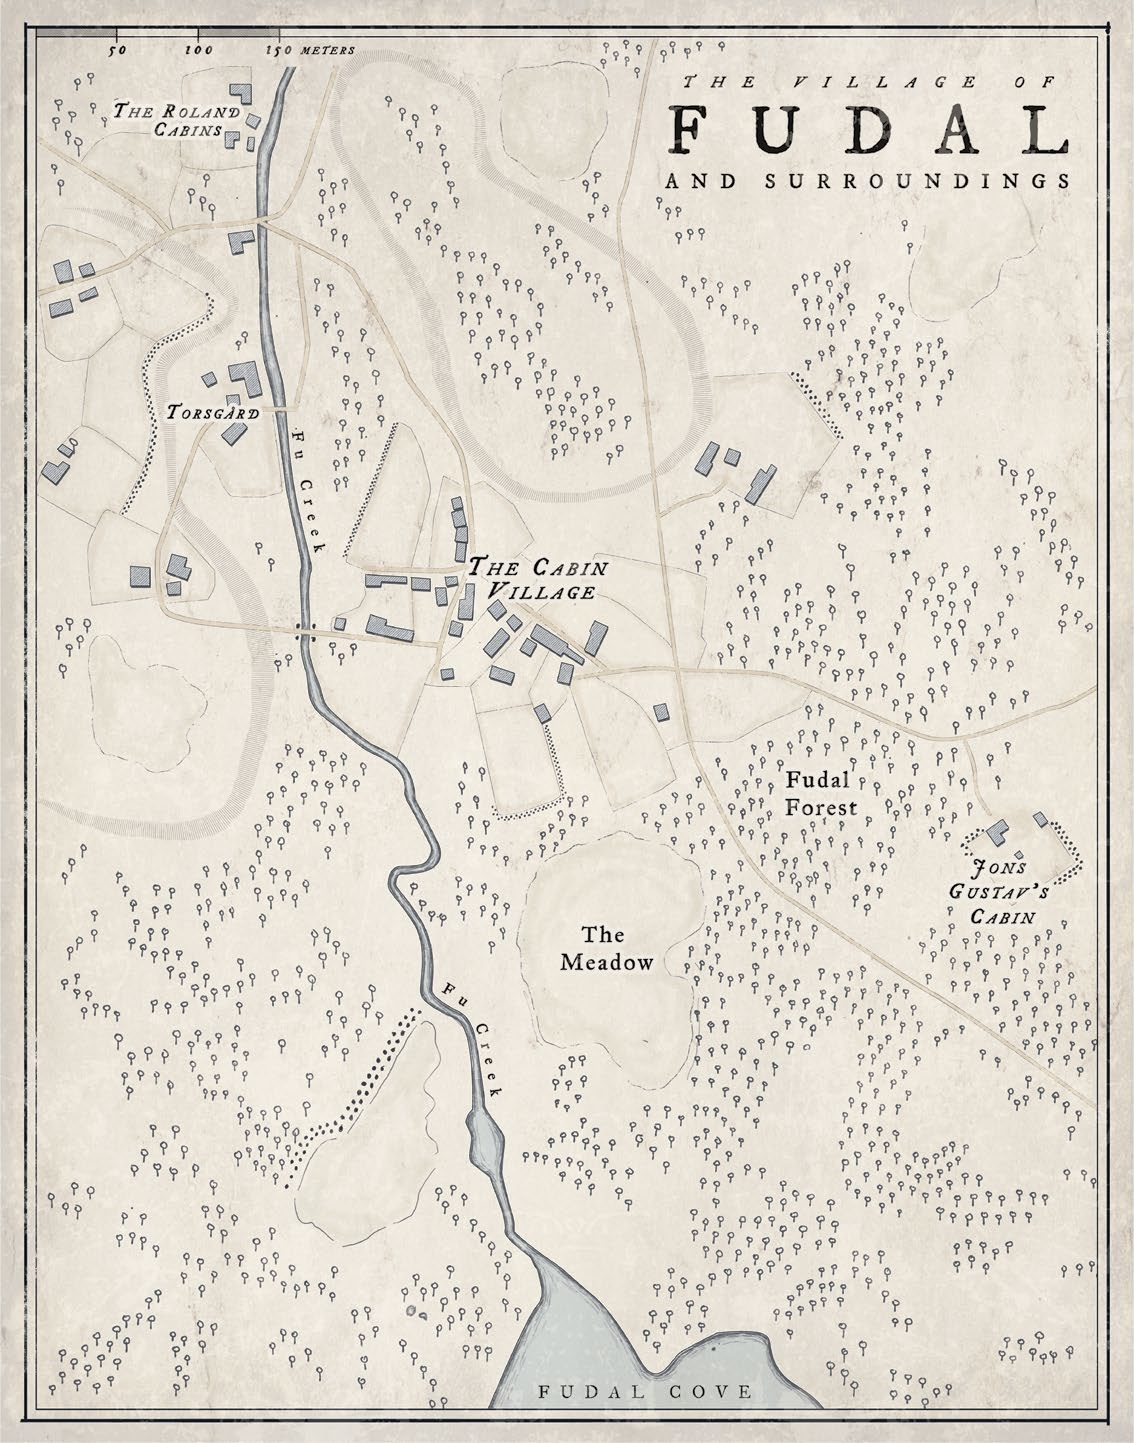 50 100 150 METERS
THE VILLAGE OF
FUDAL
AND SURROUNDINGS
THE ROLAND
CABINS
TORSGÅRD
Fu Creek
THE CABIN
VILLAGE
Fudal
Forest
JONS
GUSTAV'S
CABIN
The
Meadow
Fu Creek
FUDAL COVE